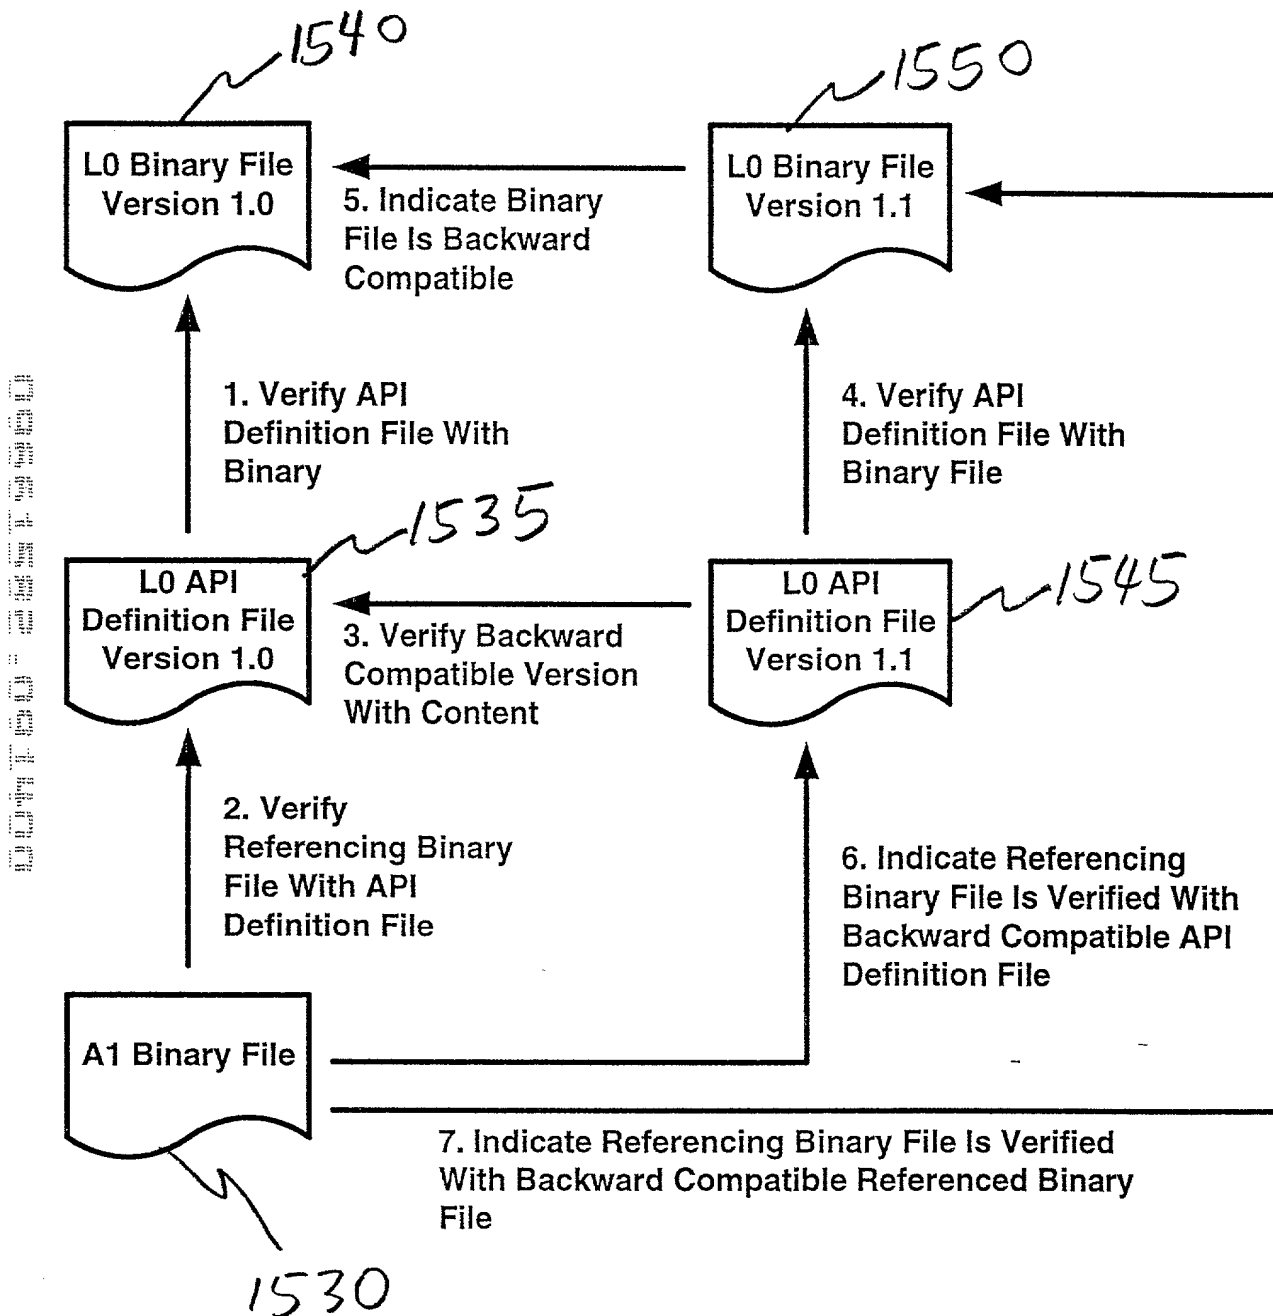 1540
1550
L0 Binary File
Version 1.0
L0 Binary File
Version 1.1
5. Indicate Binary
File Is Backward
Compatible
1. Verify API
Definition File With
Binary
4. Verify API
Definition File With
Binary File
1535
1545
L0 API
Definition File
Version 1.0
L0 API
Definition File
Version 1.1
3. Verify Backward
Compatible Version
With Content
2. Verify
Referencing Binary
File With API
Definition File
6. Indicate Referencing
Binary File Is Verified With
Backward Compatible API
Definition File
A1 Binary File
7. Indicate Referencing Binary File Is Verified
With Backward Compatible Referenced Binary
File
1530